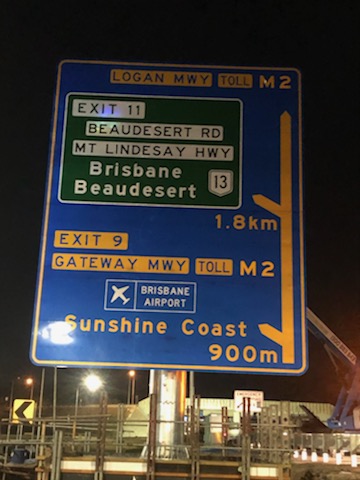 LOGAN MWY TOLL M2
EXIT 11
BEAUDESERT RD
MT LINDESAY HWY
Brisbane
Beaudesert 13
1.8km
EXIT 9
GATEWAY MWY TOLL M2
BRISBANE
AIRPORT
Sunshine Coast
900m